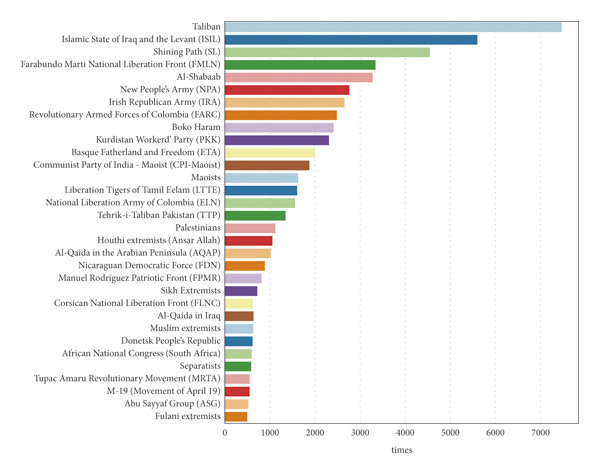 Taliban
Islamic State of Iraq and the Levant (ISIL)
Shining Path (SL)
Farabundo Marti National Liberation Front (FMLN)
Al-Shabaab
New People's Army (NPA)
Irish Republican Army (IRA)
Revolutionary Armed Forces of Colombia (FARC)
Boko Haram
Kurdistan Workerd' Party (PKK)
Basque Fatherland and Freedom (ETA)
Communist Party of India - Maoist (CPI-Maoist)
Maoists
Liberation Tigers of Tamil Eelam (LTTE)
National Liberation Army of Colombia (ELN)
Tehrik-i-Taliban Pakistan (TTP)
Palestinians
Houthi extremists (Ansar Allah)
Al-Qaida in the Arabian Peninsula (AQAP)
Nicaraguan Democratic Force (FDN)
Manuel Rodriguez Patriotic Front (FPMR)
Sikh Extremists
Corsican National Liberation Front (FLNC)
Al-Qaida in Iraq
Muslim extremists
Donetsk People's Republic
African National Congress (South Africa)
Separatists
Tupac Amaru Revolutionary Movement (MRTA)
M-19 (Movement of April 19)
Abu Sayyaf Group (ASG)
Fulani extremists
0 1000 2000 3000 4000 5000 6000 7000
times